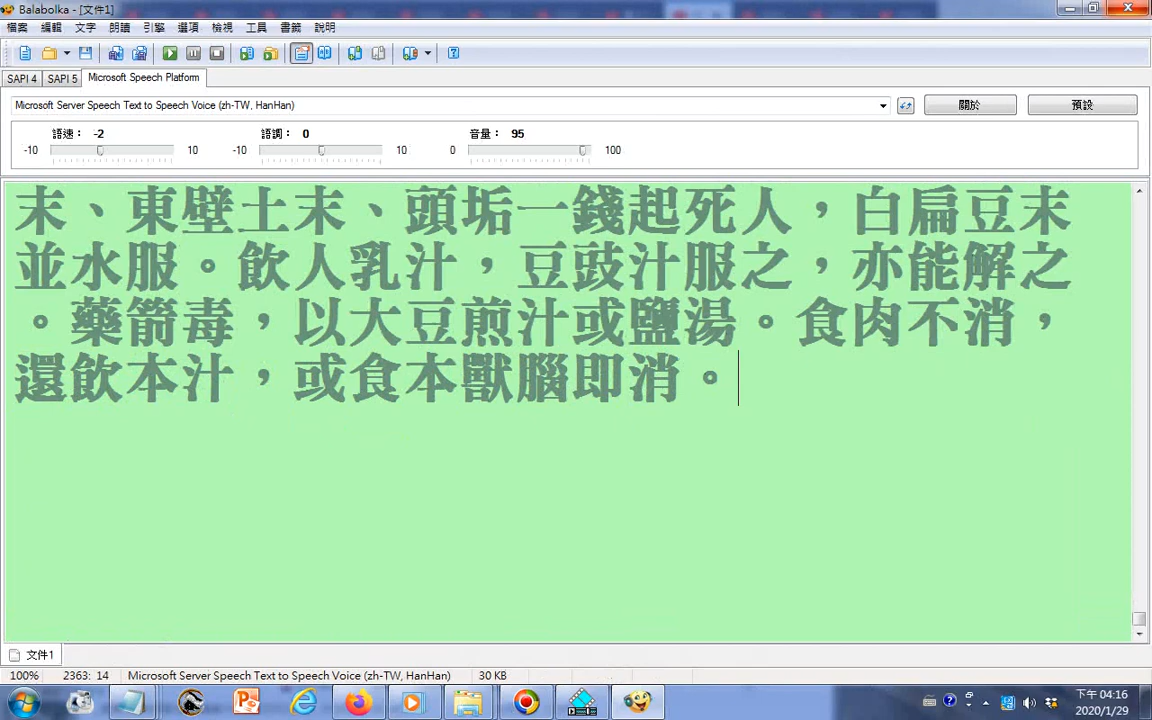 Balabolka - [文件1]
檔案 編輯 文字 朗讀 引擎 選項 檢視 工具 書籤 說明
SAPI 4 SAPI 5 Microsoft Speech Platform
Microsoft Server Speech Text to Speech Voice (zh-TW, HanHan) 關於 預設
語速： -2 語調： 0 音量： 95
-10 10 -10 10 0 100
末、東壁土末、頭垢一錢起死人，白扁豆末
並水服。飲人乳汁，豆豉汁服之，亦能解之
。藥箭毒，以大豆煎汁或鹽湯。食肉不消，
還飲本汁，或食本獸腦即消。
文件1
100% 2363: 14 Microsoft Server Speech Text to Speech Voice (zh-TW, HanHan) 30 KB
下午 04:16
2020/1/29